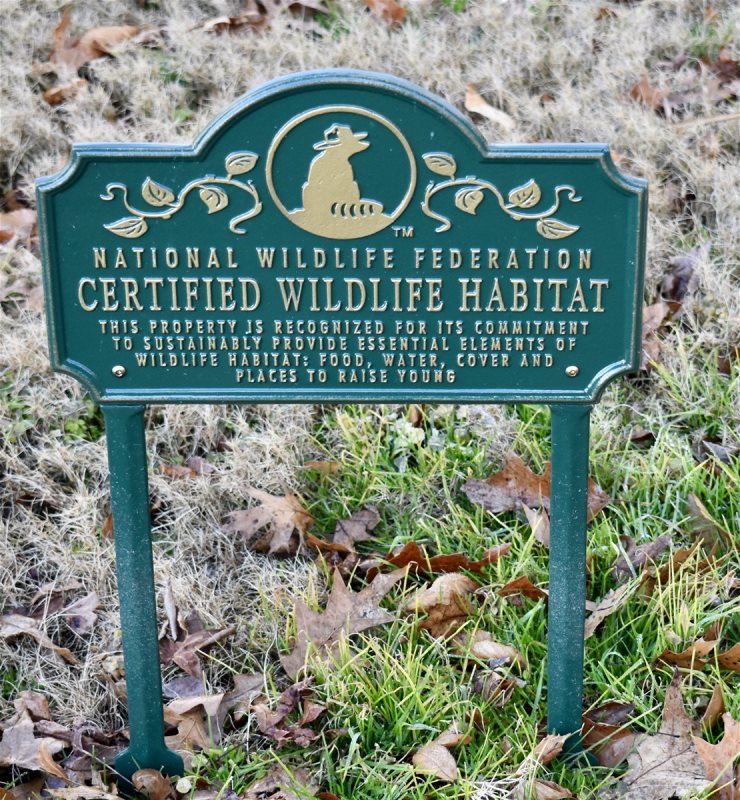 TM
NATIONAL WILDLIFE FEDERATION
CERTIFIED WILDLIFE HABITAT
THIS PROPERTY IS RECOGNIZED FOR ITS COMMITMENT
TO SUSTAINABLY PROVIDE ESSENTIAL ELEMENTS OF
WILDLIFE HABITAT: FOOD, WATER, COVER AND
PLACES TO RAISE YOUNG